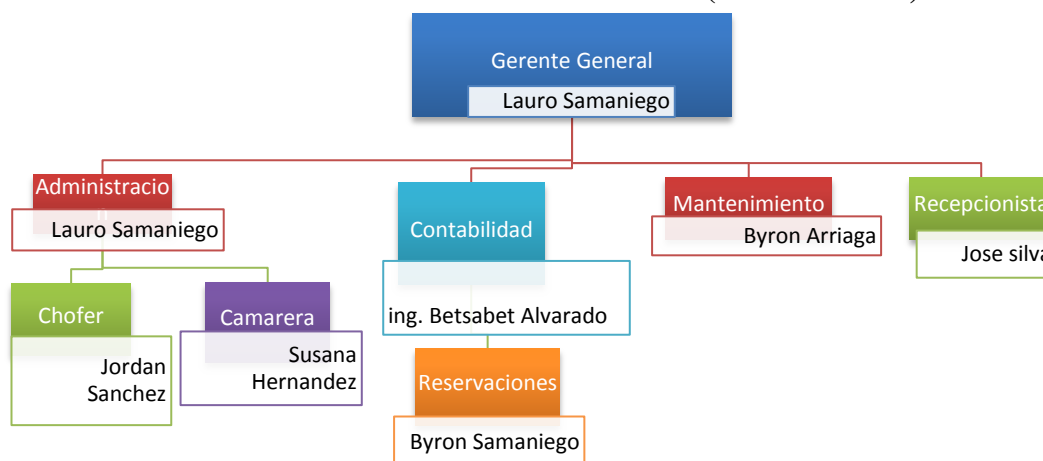 Gerente General
Lauro Samaniego
Administracio
n
Lauro Samaniego
Contabilidad
ing. Betsabet Alvarado
Mantenimiento
Byron Arriaga
Recepcionista
Jose silva
Chofer
Jordan
Sanchez
Camarera
Susana
Hernandez
Reservaciones
Byron Samaniego